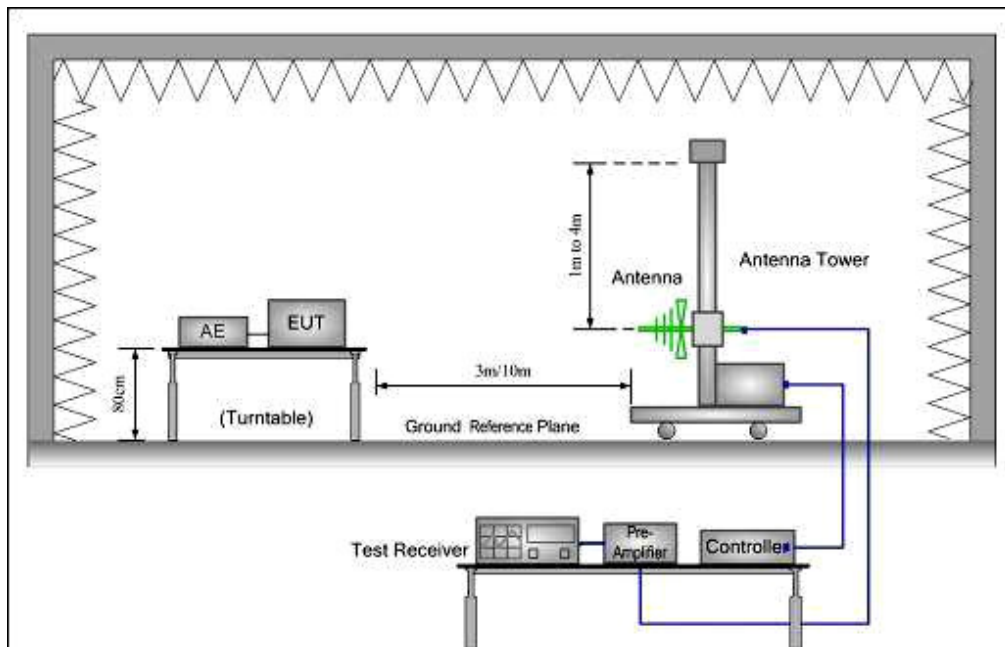 1m to 4m
Antenna
Antenna Tower
AE
EUT
80cm
3m/10m
(Turntable)
Ground Reference Plane
Test Receiver
Pre-
Amplifier
Controller